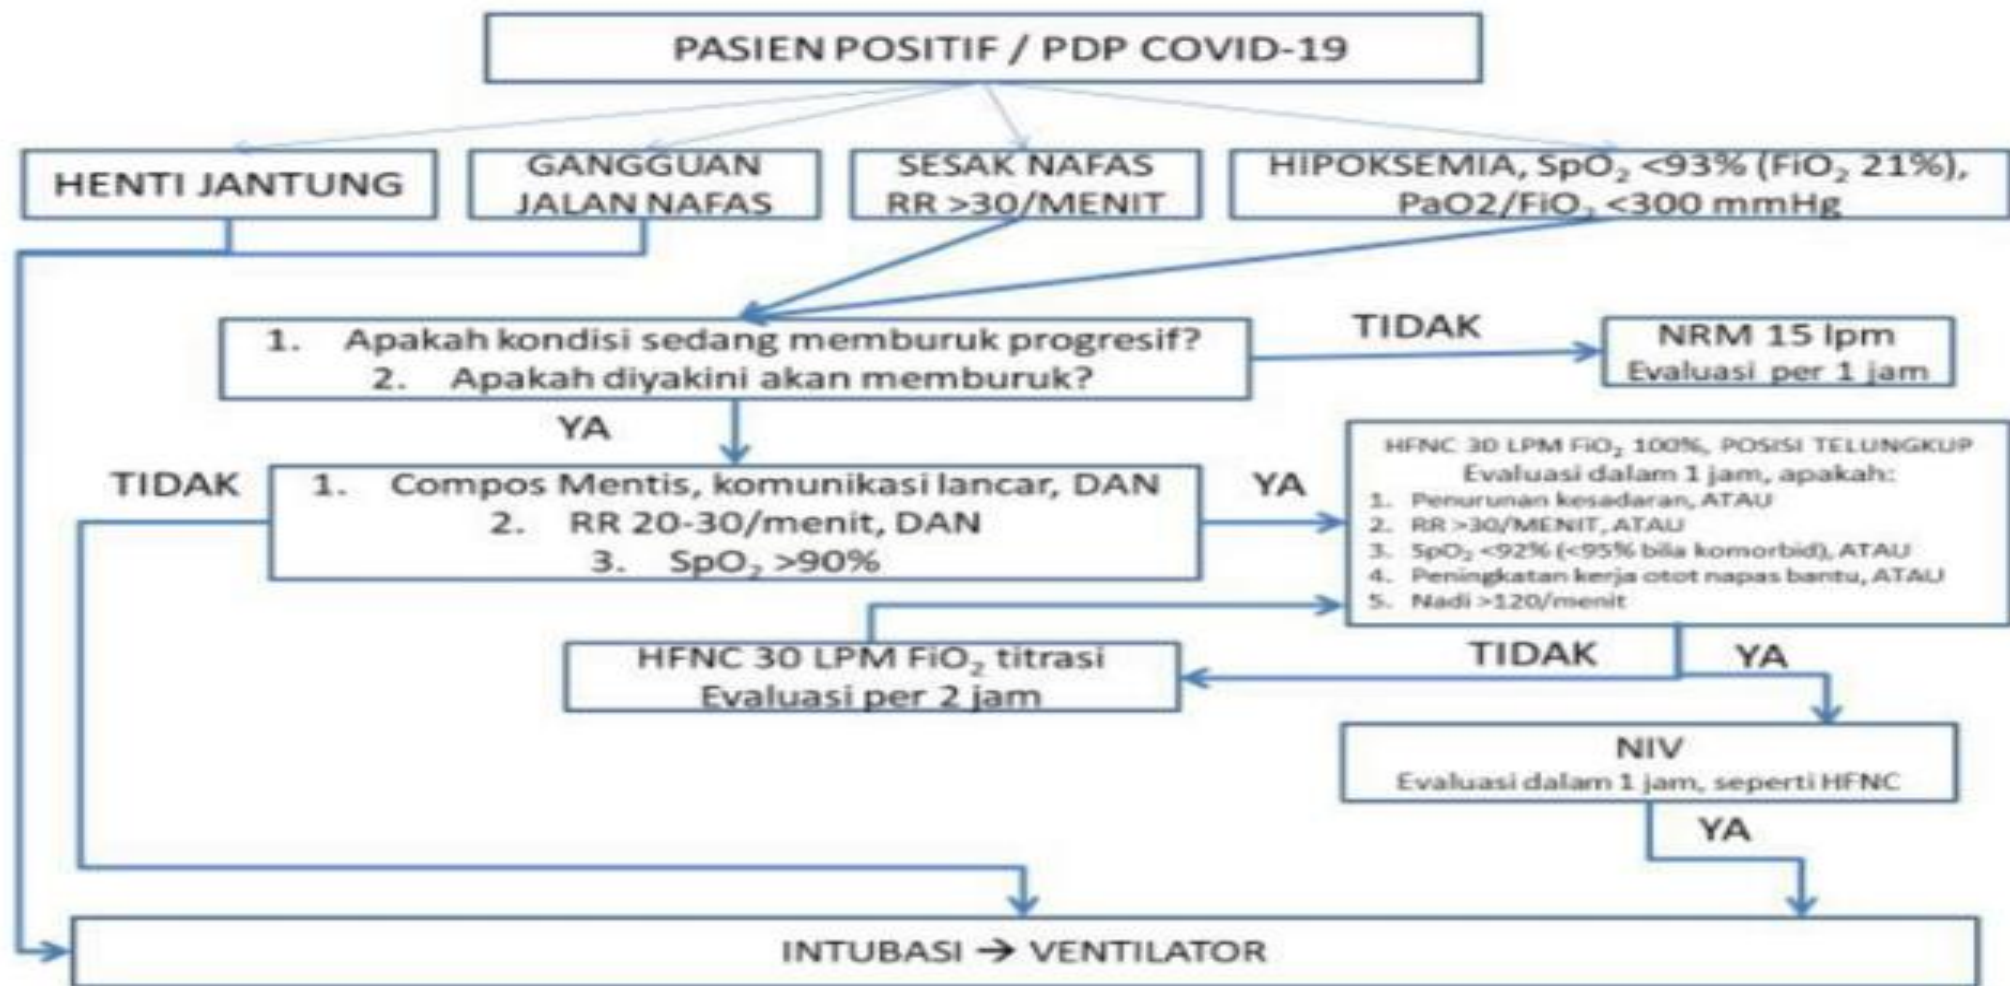 PASIEN POSITIF / PDP COVID-19
HENTI JANTUNG
GANGGUAN
JALAN NAFAS
SESAK NAFAS
RR >30/MENIT
HIPOKSEMIA, SpO₂ <93% (FiO₂ 21%),
PaO2/FiO₂ <300 mmHg
1. Apakah kondisi sedang memburuk progresif?
2. Apakah diyakini akan memburuk?
TIDAK
NRM 15 lpm
Evaluasi per 1 jam
YA
TIDAK
1. Compos Mentis, komunikasi lancar, DAN
2. RR 20-30/menit, DAN
3. SpO₂ >90%
YA
HFNC 30 LPM FiO₂ 100%, POSISI TELUNGKUP
Evaluasi dalam 1 jam, apakah:
1. Penurunan kesadaran, ATAU
2. RR >30/MENIT, ATAU
3. SpO₂ <92% (<95% bila komorbid), ATAU
4. Peningkatan kerja otot napas bantu, ATAU
5. Nadi >120/menit
HFNC 30 LPM FiO₂ titrasi
Evaluasi per 2 jam
TIDAK
YA
NIV
Evaluasi dalam 1 jam, seperti HFNC
YA
INTUBASI → VENTILATOR